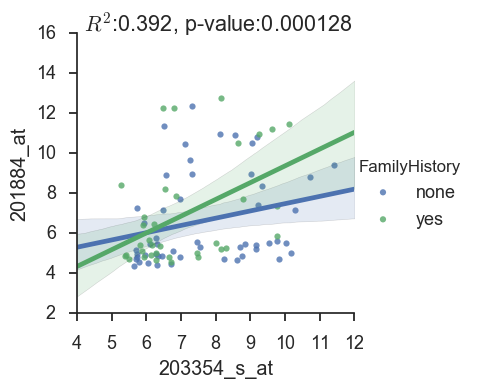 R²:0.392, p-value:0.000128
16
14
12
10
8
6
4
2
201884_at
4 5 6 7 8 9 10 11 12
203354_s_at
FamilyHistory
none
yes